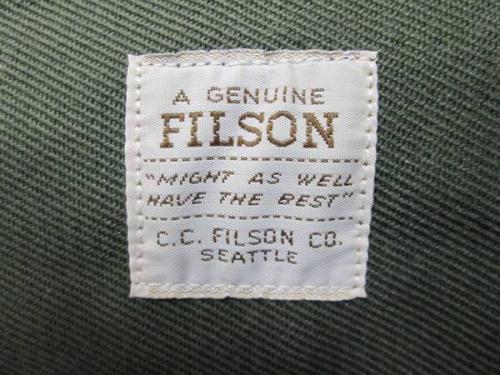 A GENUINE
FILSON
"MIGHT AS WELL
HAVE THE BEST"
C.C. FILSON CO.
SEATTLE